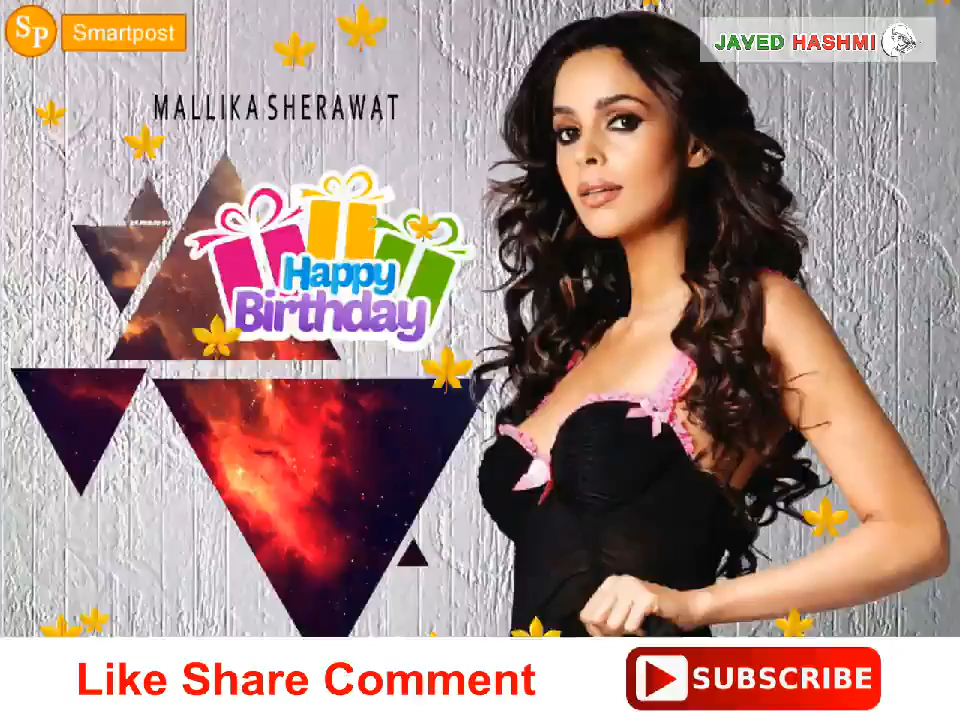 Sp Smartpost
JAVED HASHMI
MALLIKA SHERAWAT
Happy
Birthday
Like Share Comment
SUBSCRIBE